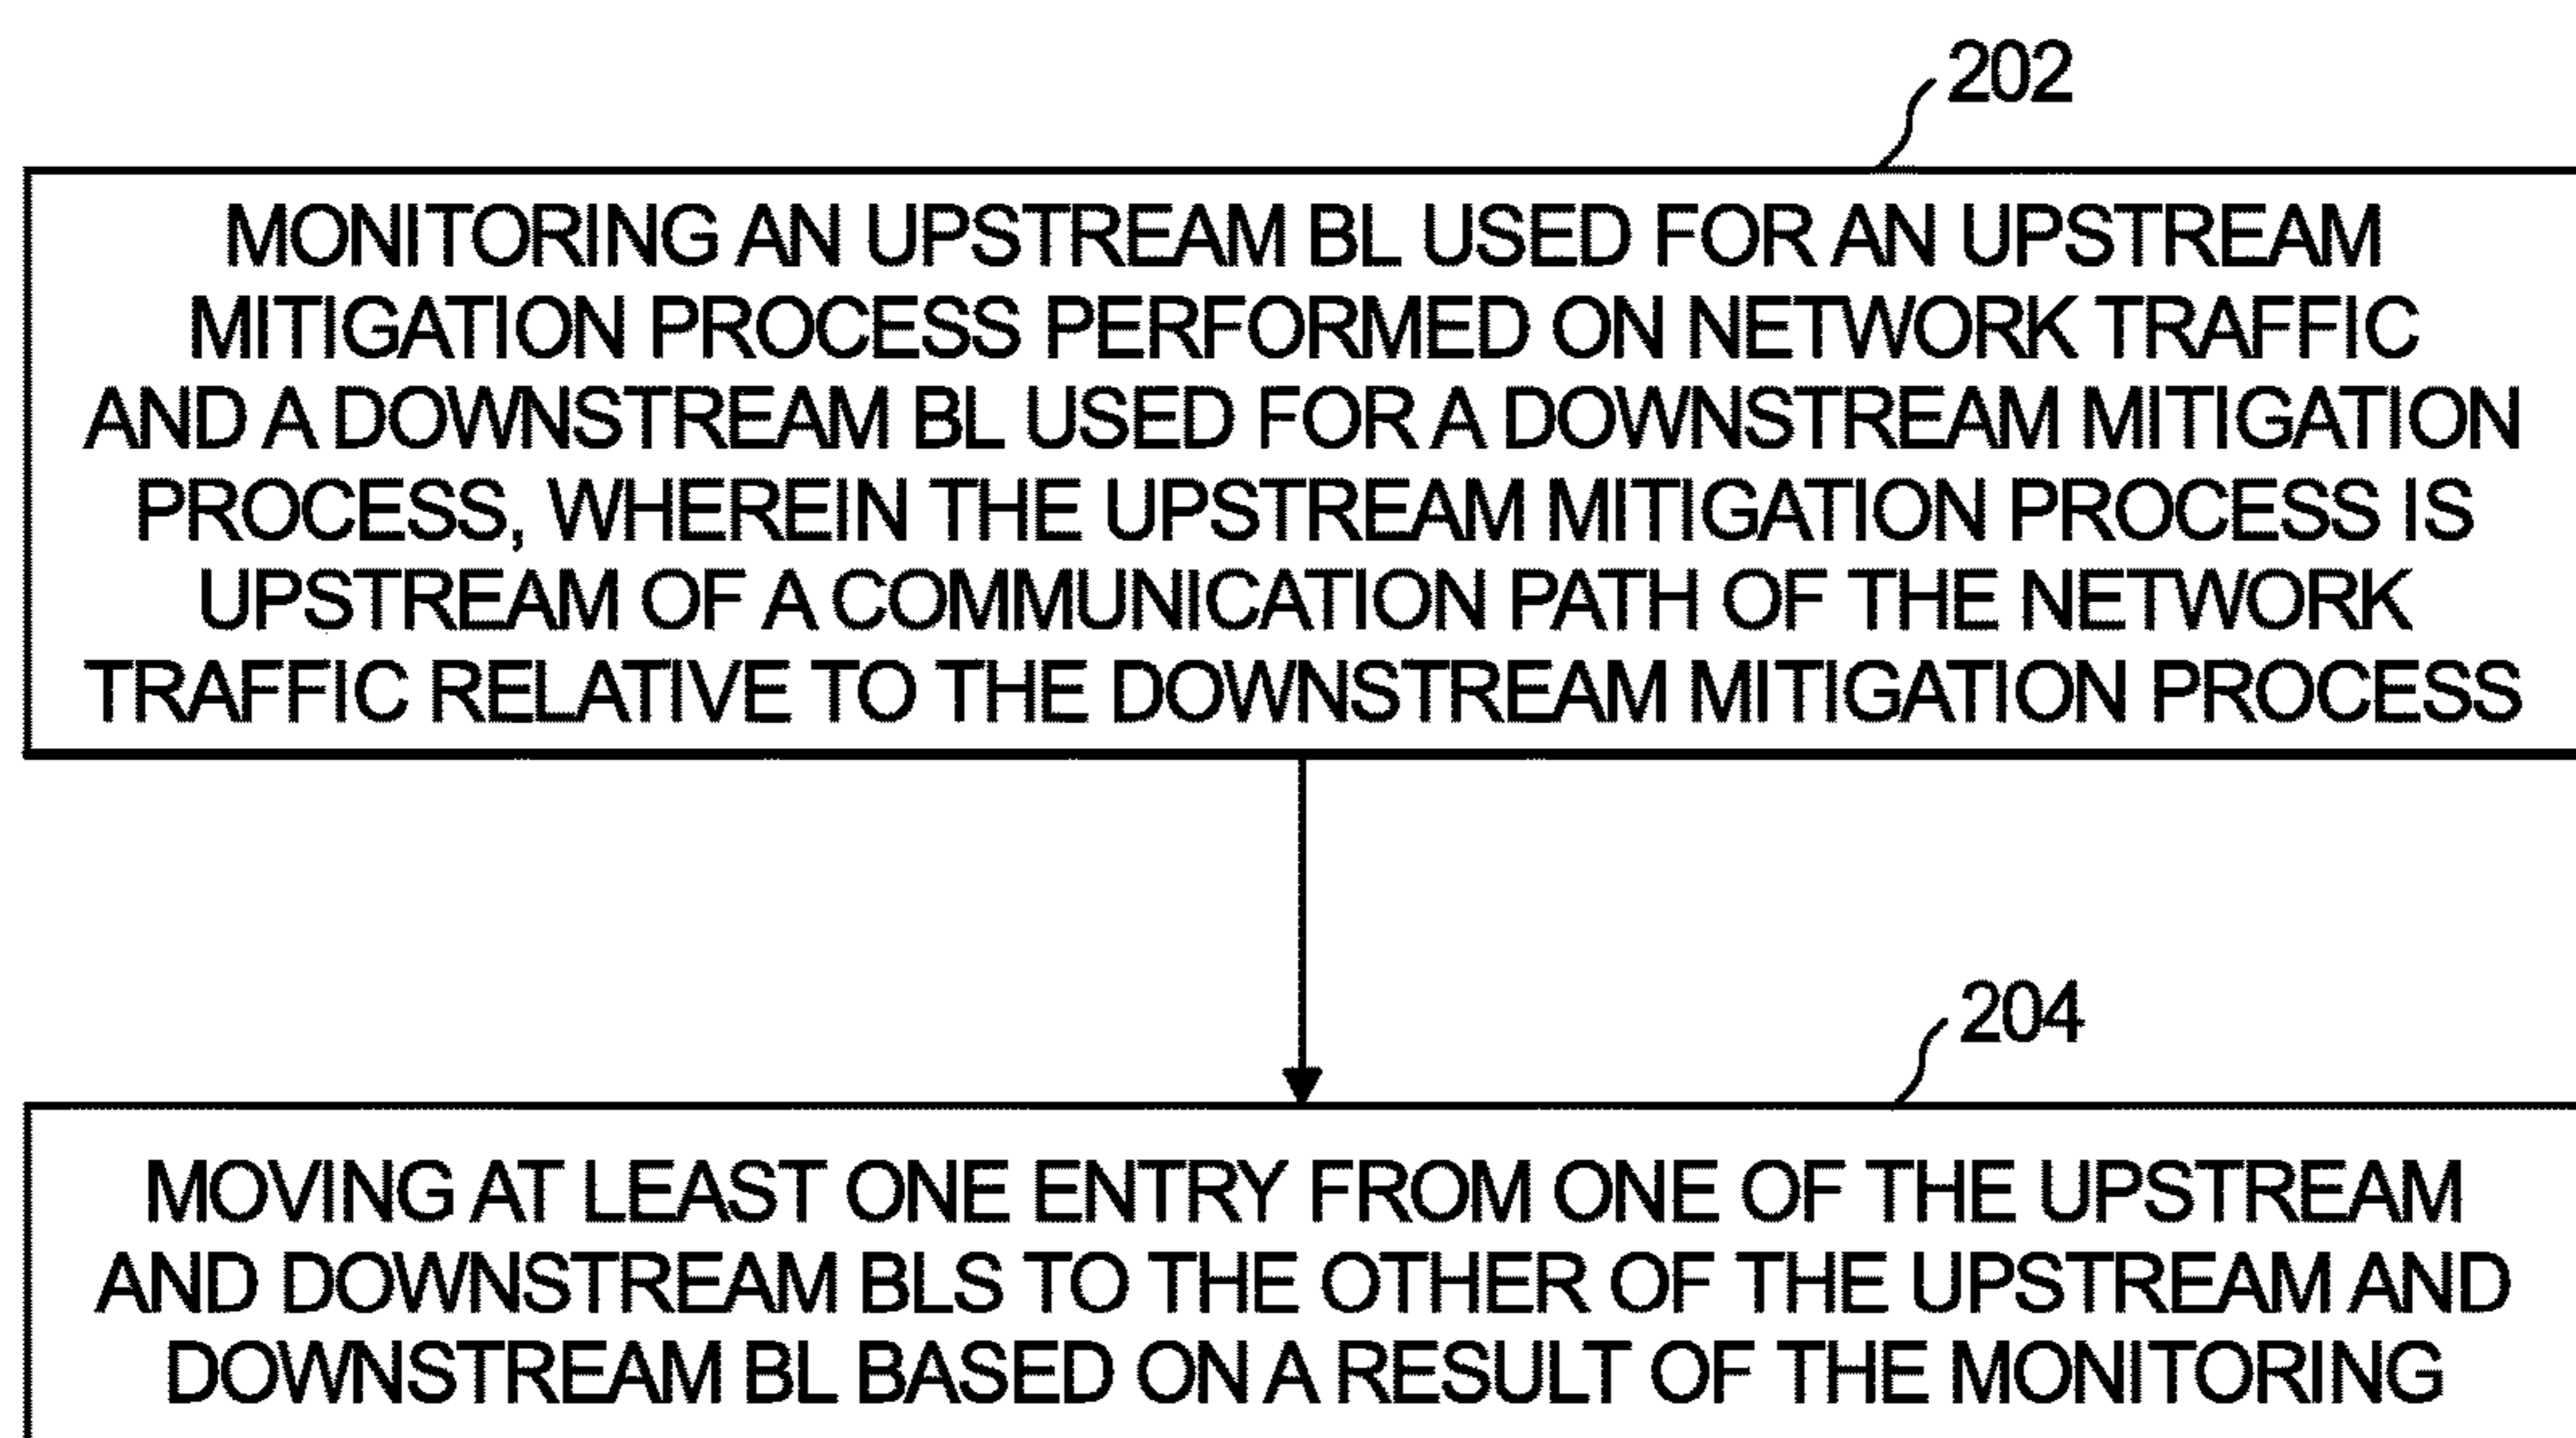 202
MONITORING AN UPSTREAM BL USED FOR AN UPSTREAM
MITIGATION PROCESS PERFORMED ON NETWORK TRAFFIC
AND A DOWNSTREAM BL USED FOR A DOWNSTREAM MITIGATION
PROCESS, WHEREIN THE UPSTREAM MITIGATION PROCESS IS
UPSTREAM OF A COMMUNICATION PATH OF THE NETWORK
TRAFFIC RELATIVE TO THE DOWNSTREAM MITIGATION PROCESS
204
MOVING AT LEAST ONE ENTRY FROM ONE OF THE UPSTREAM
AND DOWNSTREAM BLS TO THE OTHER OF THE UPSTREAM AND
DOWNSTREAM BL BASED ON A RESULT OF THE MONITORING